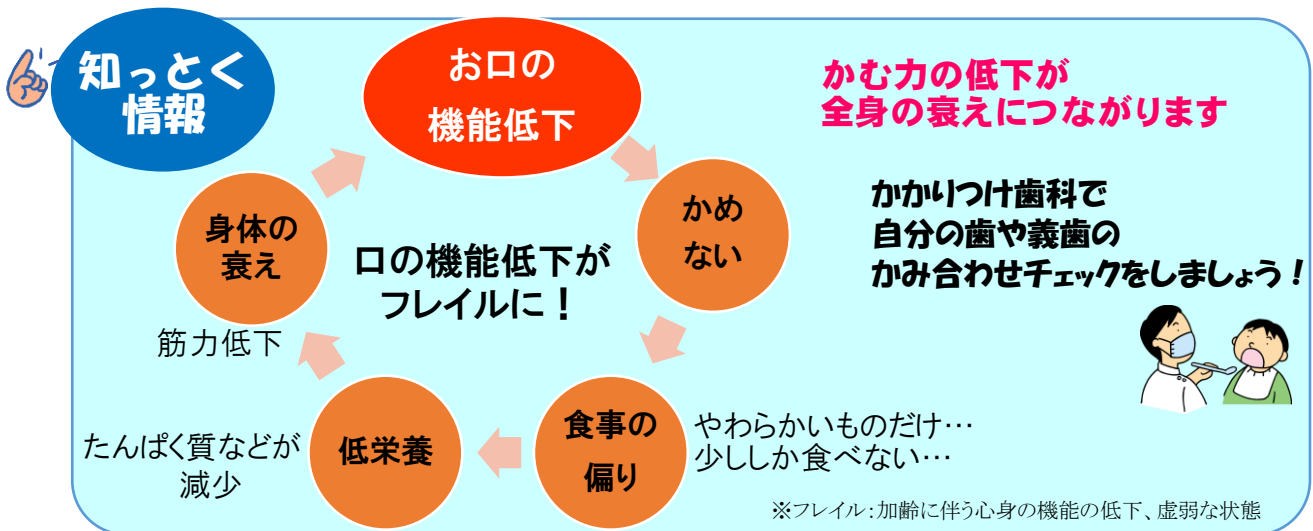 知っとく
情報
お口の
機能低下
かむ力の低下が
全身の衰えにつながります
かめ
ない
かかりつけ歯科で
自分の歯や義歯の
かみ合わせチェックをしましょう！
身体の
衰え
口の機能低下が
フレイルに！
筋力低下
食事の
偏り
やわらかいものだけ…
少ししか食べない…
低栄養
たんぱく質などが
減少
※フレイル：加齢に伴う心身の機能の低下、虚弱な状態